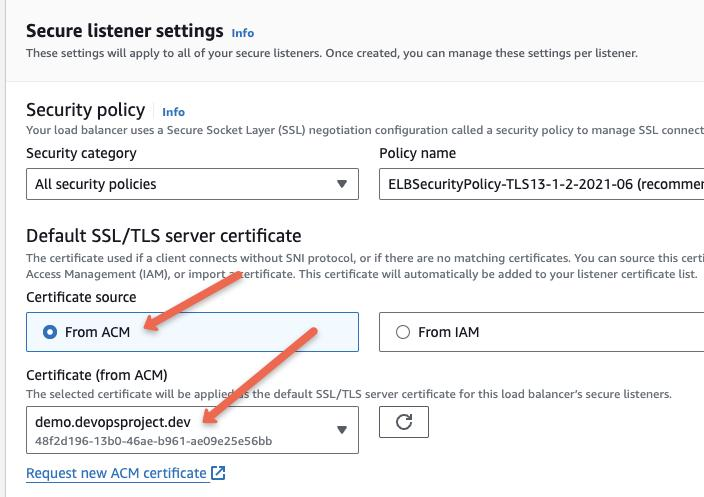 Secure listener settings Info
These settings will apply to all of your secure listeners. Once created, you can manage these settings per listener.
Security policy Info
Your load balancer uses a Secure Socket Layer (SSL) negotiation configuration called a security policy to manage SSL connect
Security category
Policy name
All security policies
ELBSecurityPolicy-TLS13-1-2-2021-06 (recommer
Default SSL/TLS server certificate
The certificate used if a client connects without SNI protocol, or if there are no matching certificates. You can source this certi
Access Management (IAM), or import a certificate. This certificate will automatically be added to your listener certificate list.
Certificate source
From ACM
From IAM
Certificate (from ACM)
The selected certificate will be applied as the default SSL/TLS server certificate for this load balancer's secure listeners.
demo.devopsproject.dev
48f2d196-13b0-46ae-b961-ae09e25e56bb
Request new ACM certificate